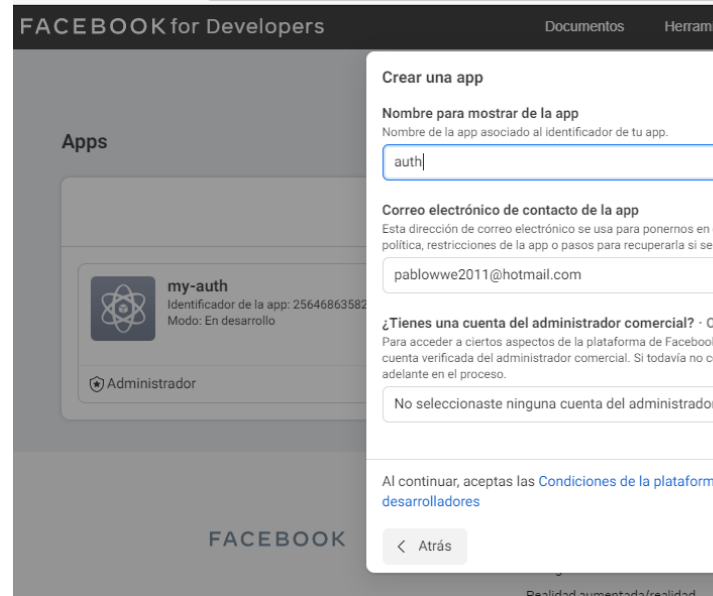 FACEBOOK for Developers
Documentos
Herram
Crear una app
Nombre para mostrar de la app
Nombre de la app asociado al identificador de tu app.
auth
Correo electrónico de contacto de la app
Esta dirección de correo electrónico se usa para ponernos en
política, restricciones de la app o pasos para recuperarla si se
pablowwe2011@hotmail.com
¿Tienes una cuenta del administrador comercial? ·
Para acceder a ciertos aspectos de la plataforma de Facebook
cuenta verificada del administrador comercial. Si todavía no
adelante en el proceso.
No seleccionaste ninguna cuenta del administrador
Al continuar, aceptas las Condiciones de la plataform
desarrolladores
Atrás
Apps
my-auth
Identificador de la app: 25646863582
Modo: En desarrollo
Administrador
FACEBOOK
Realidad aumentada/realidad